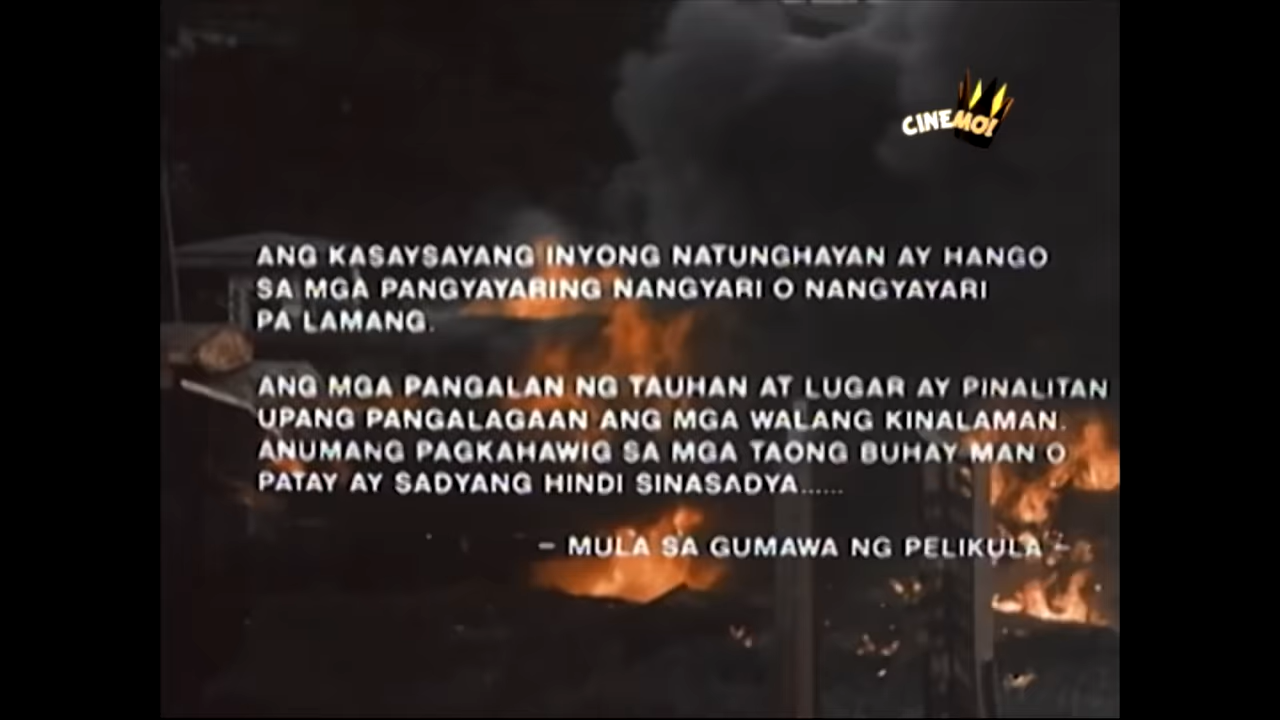 CINEMO!
ANG KASAYSAYANG INYONG NATUNGHAYAN AY HANGO
SA MGA PANGYAYARING NANGYARI O NANGYAYARI
PA LAMANG.
ANG MGA PANGALAN NG TAUHAN AT LUGAR AY PINALITAN
UPANG PANGALAGAAN ANG MGA WALANG KINALAMAN.
ANUMANG PAGKAHAWIG SA MGA TAONG BUHAY MAN O
PATAY AY SADYANG HINDI SINASADYA......
– MULA SA GUMAWA NG PELIKULA –